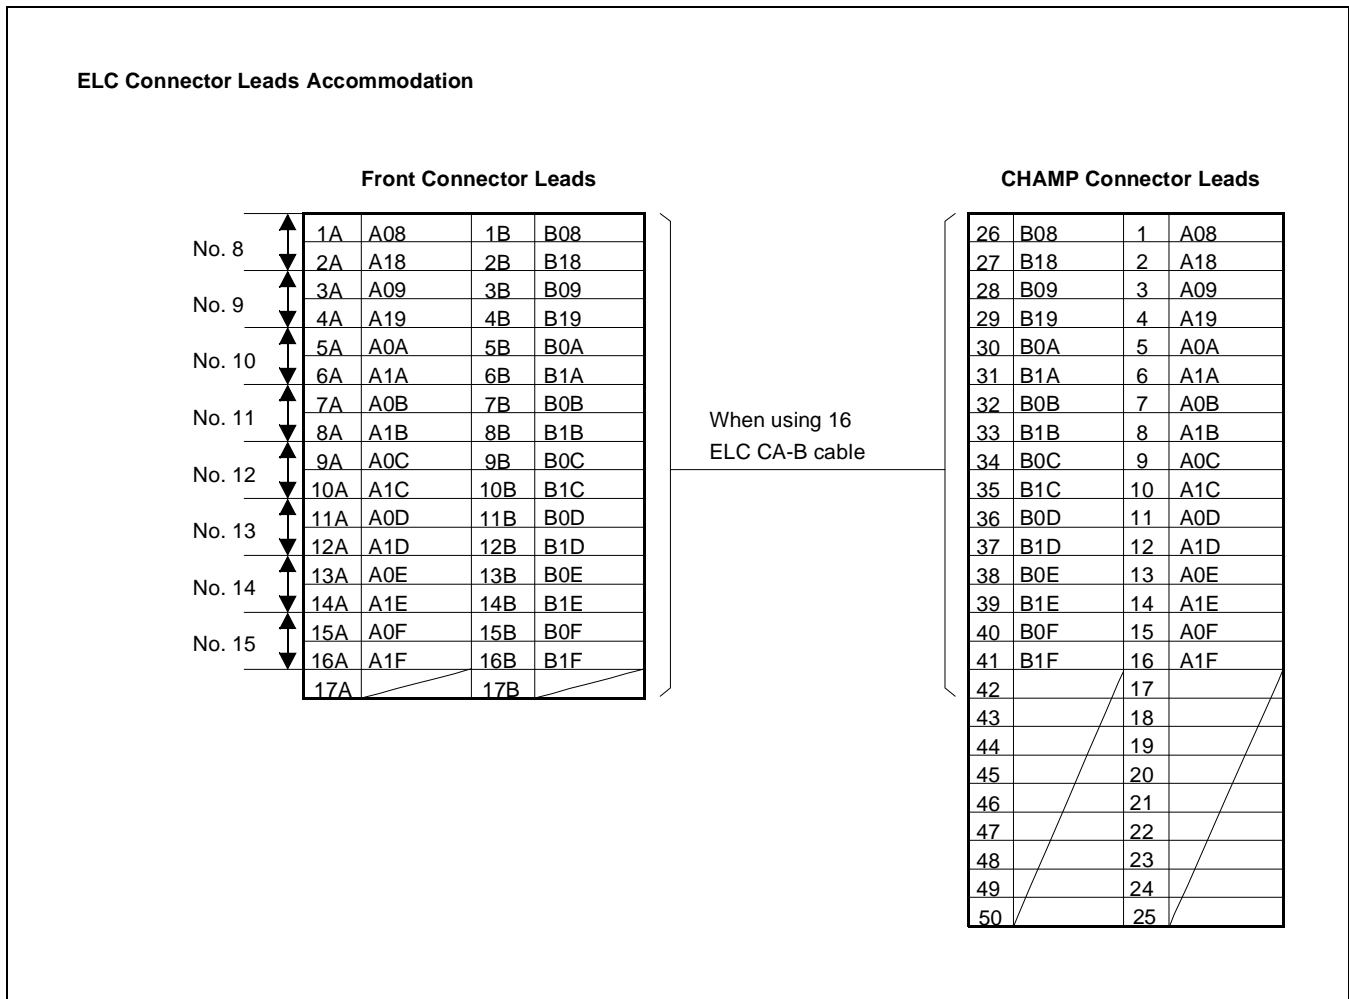 ELC Connector Leads Accommodation
Front Connector Leads
CHAMP Connector Leads
No. 8
No. 9
No. 10
No. 11
No. 12
No. 13
No. 14
No. 15
1A A08 1B B08
2A A18 2B B18
3A A09 3B B09
4A A19 4B B19
5A A0A 5B B0A
6A A1A 6B B1A
7A A0B 7B B0B
8A A1B 8B B1B
9A A0C 9B B0C
10A A1C 10B B1C
11A A0D 11B B0D
12A A1D 12B B1D
13A A0E 13B B0E
14A A1E 14B B1E
15A A0F 15B B0F
16A A1F 16B B1F
17A 17B
When using 16
ELC CA-B cable
26 B08 1 A08
27 B18 2 A18
28 B09 3 A09
29 B19 4 A19
30 B0A 5 A0A
31 B1A 6 A1A
32 B0B 7 A0B
33 B1B 8 A1B
34 B0C 9 A0C
35 B1C 10 A1C
36 B0D 11 A0D
37 B1D 12 A1D
38 B0E 13 A0E
39 B1E 14 A1E
40 B0F 15 A0F
41 B1F 16 A1F
42 17
43 18
44 19
45 20
46 21
47 22
48 23
49 24
50 25